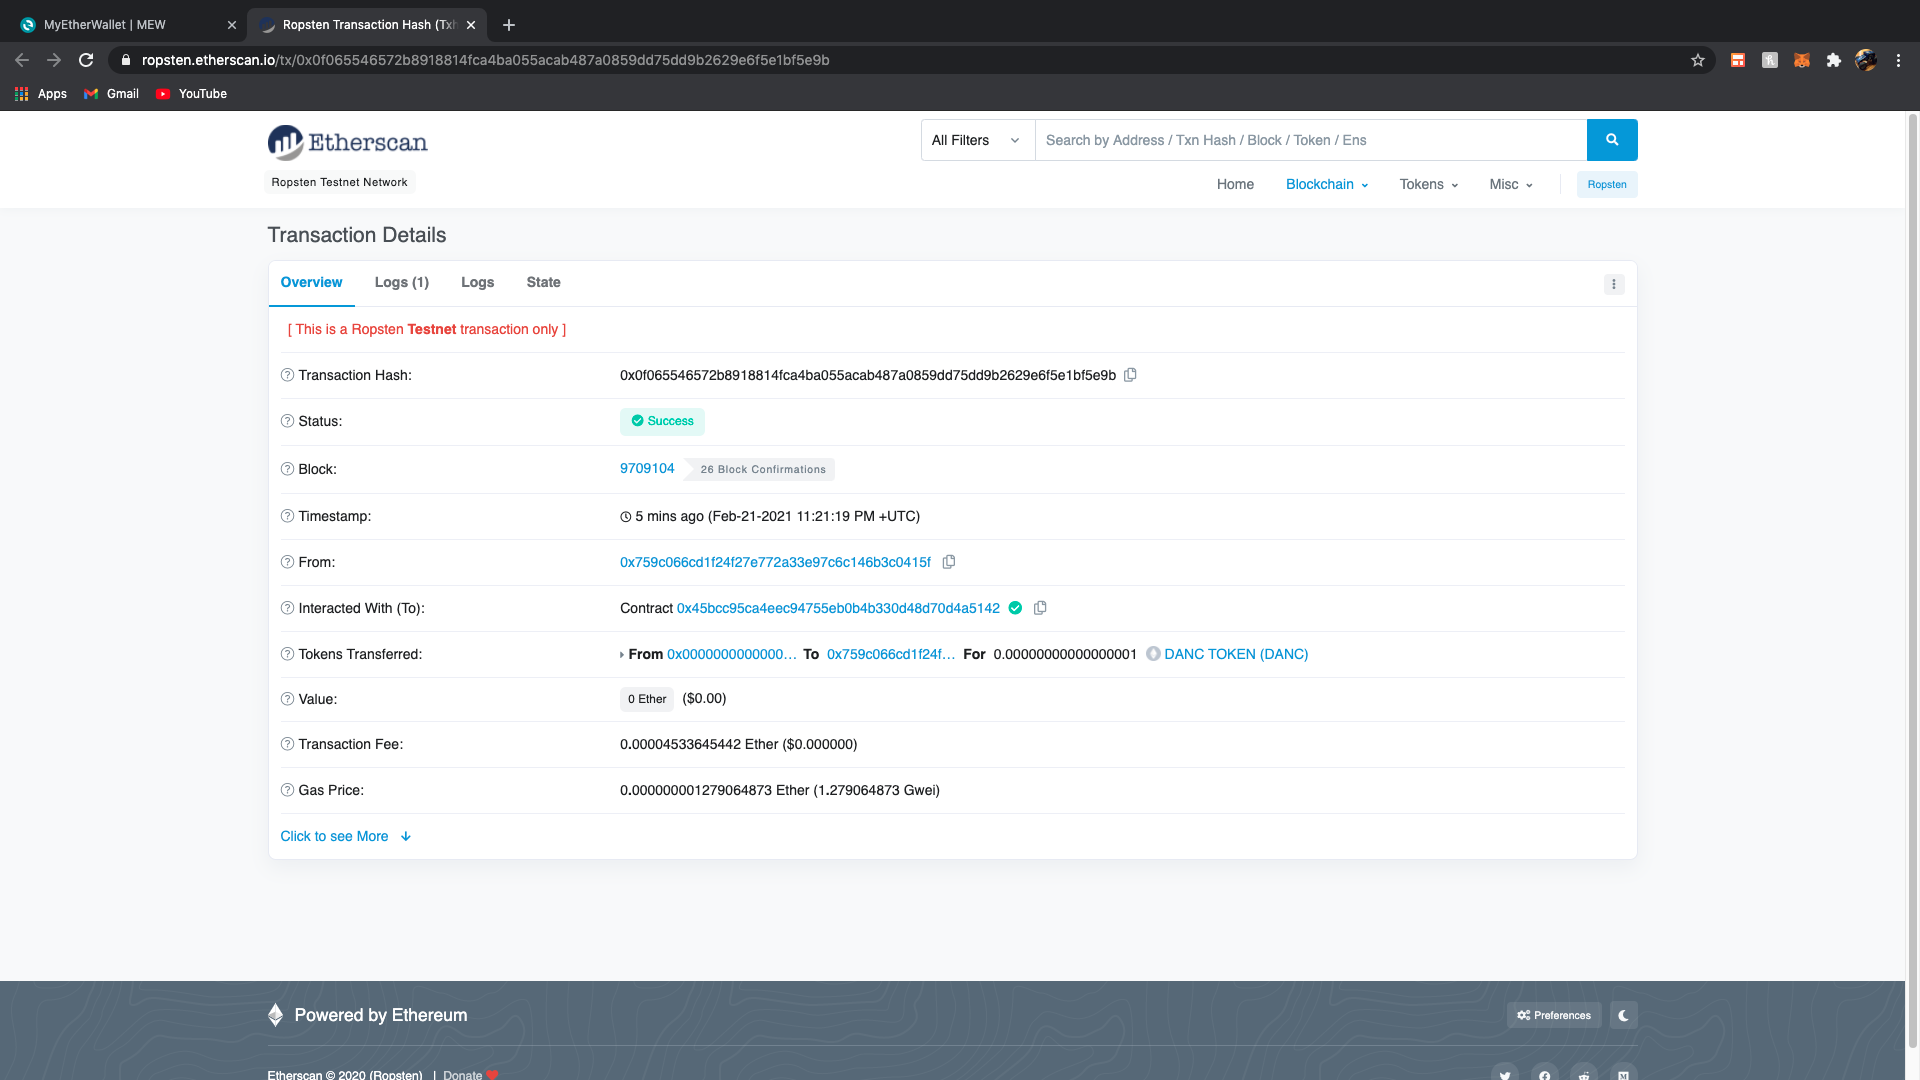 MyEtherWallet | MEW
Ropsten Transaction Hash (Txh
ropsten.etherscan.io/tx/0x0f065546572b8918814fca4ba055acab487a0859dd75dd9b2629e6f5e1bf5e9b
Apps Gmail YouTube
Etherscan
All Filters Search by Address / Txn Hash / Block / Token / Ens
Ropsten Testnet Network
Home Blockchain Tokens Misc Ropsten
Transaction Details
Overview Logs (1) Logs State
[ This is a Ropsten Testnet transaction only ]
Transaction Hash: 0x0f065546572b8918814fca4ba055acab487a0859dd75dd9b2629e6f5e1bf5e9b
Status: Success
Block: 9709104 26 Block Confirmations
Timestamp: 5 mins ago (Feb-21-2021 11:21:19 PM +UTC)
From: 0x759c066cd1f24f27e772a33e97c6c146b3c0415f
Interacted With (To): Contract 0x45bcc95ca4eec94755eb0b4b330d48d70d4a5142
Tokens Transferred: From 0x0000000000000... To 0x759c066cd1f24f... For 0.00000000000000001 DANC TOKEN (DANC)
Value: 0 Ether ($0.00)
Transaction Fee: 0.00004533645442 Ether ($0.000000)
Gas Price: 0.000000001279064873 Ether (1.279064873 Gwei)
Click to see More
Powered by Ethereum
Preferences
Etherscan © 2020 (Ropsten) | Donate